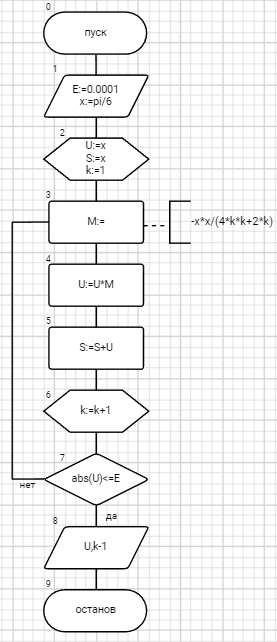 0
пуск
1
E:=0.0001
x:=pi/6
2
U:=x
S:=x
k:=1
3
M:=
-x*x/(4*k*k+2*k)
4
U:=U*M
5
S:=S+U
6
k:=k+1
7
abs(U)<=E
нет
да
8
U,k-1
9
останов